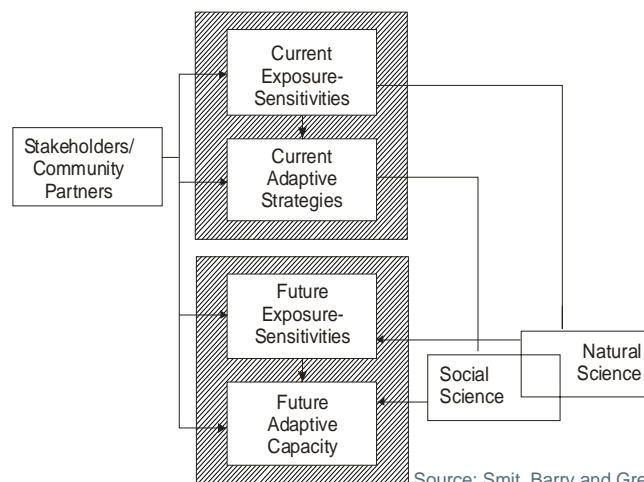 Current
Exposure-
Sensitivities
Stakeholders/
Community
Partners
Current
Adaptive
Strategies
Future
Exposure-
Sensitivities
Natural
Science
Social
Science
Future
Adaptive
Capacity
Source: Smit, Barry and